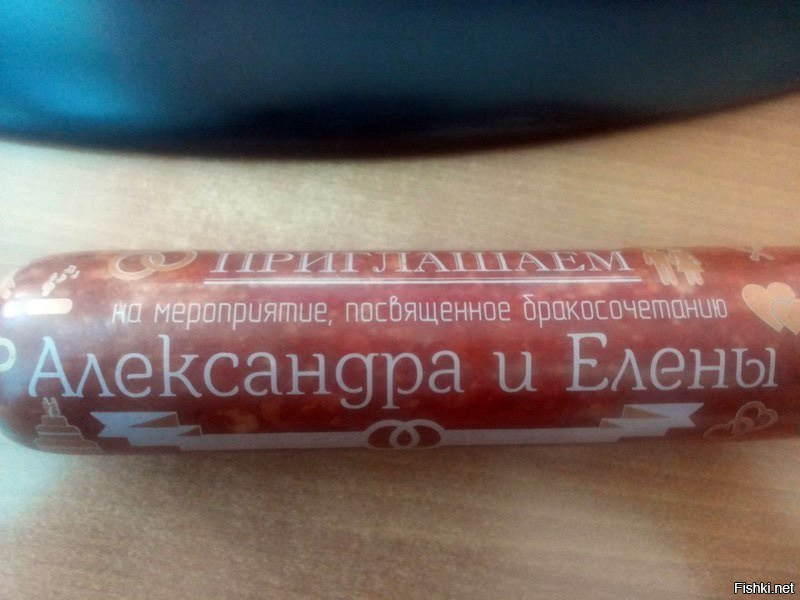 ПРИГЛАШАЕМ
на мероприятие, посвященное бракосочетанию
Александра и Елены
Fishki.net